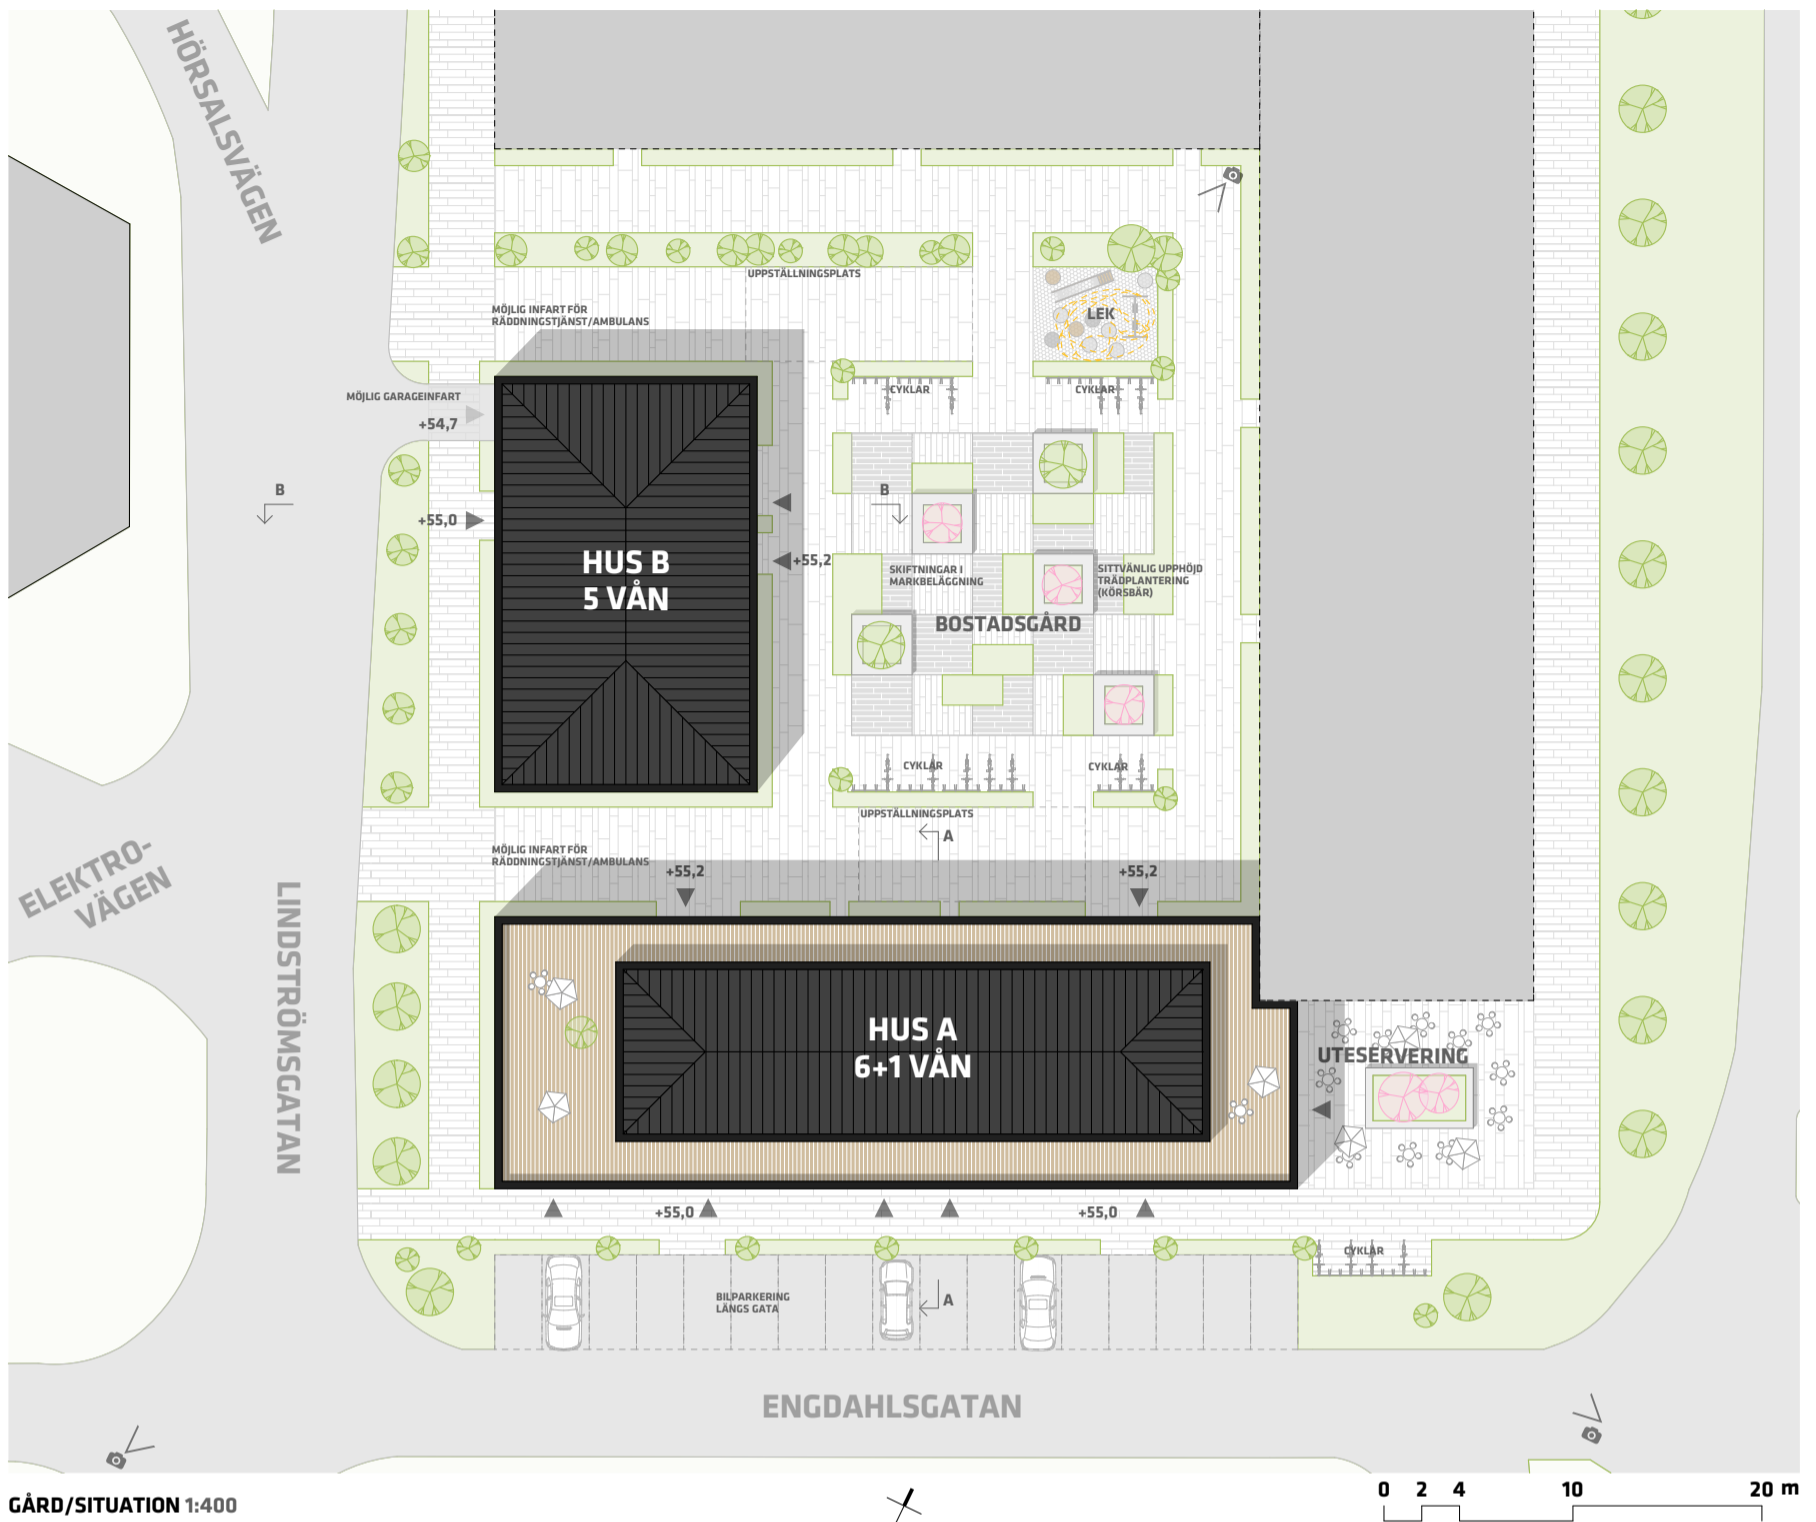 HÖRSALSVÄGEN
UPPSTÄLLNINGSPLATS
MÖJLIG INFART FÖR
RÄDDNINGSTJÄNST/AMBULANS
LEK
MÖJLIG GARAGEINFART
+54,7
CYKLAR
CYKLAR
B
B
+55,0
HUS B
5 VÅN
+55,2
SKIFTNINGAR I
MARKBELÄGGNING
SITTVÄNLIG UPPHÖJD
TRÄDPLANTERING
(KÖRSBÄR)
BOSTADSGÅRD
CYKLAR
CYKLAR
UPPSTÄLLNINGSPLATS
A
MÖJLIG INFART FÖR
RÄDDNINGSTJÄNST/AMBULANS
+55,2
+55,2
ELEKTRO-
VÄGEN
LINDSTRÖMSGATAN
HUS A
6+1 VÅN
UTESERVERING
+55,0
+55,0
CYKLAR
BILPARKERING
LÄNGS GATA
A
ENGDAHLSGATAN
GÅRD/SITUATION 1:400
0 2 4 10 20 m